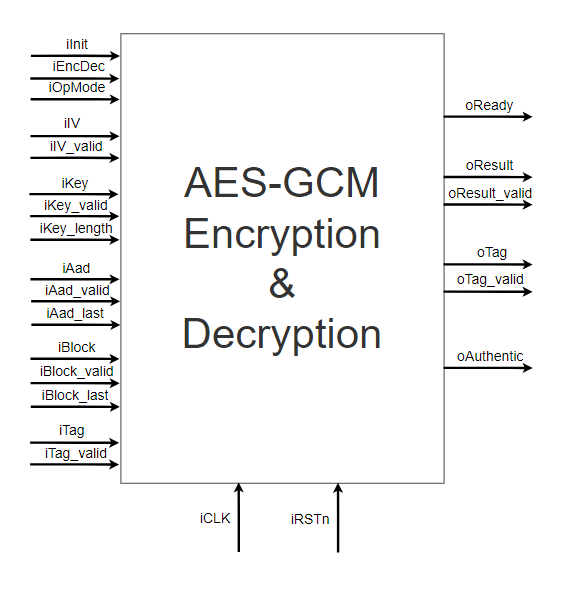 iInit
iEncDec
iOpMode
iIV
iIV_valid
iKey
iKey_valid
iKey_length
iAad
iAad_valid
iAad_last
iBlock
iBlock_valid
iBlock_last
iTag
iTag_valid
AES-GCM
Encryption
&
Decryption
oReady
oResult
oResult_valid
oTag
oTag_valid
oAuthentic
iCLK
iRSTn